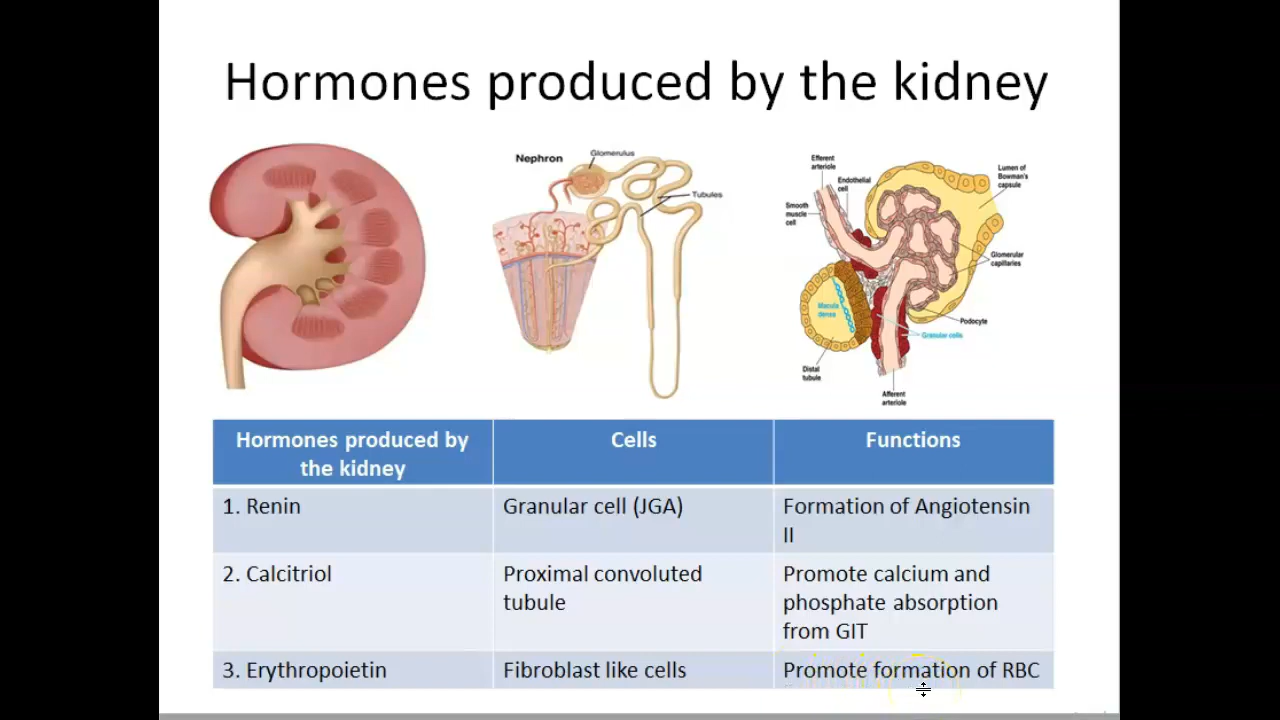 Hormones produced by the kidney
Nephron
Glomerulus
Tubules
Efferent
arteriole
Endothelial
cell
Smooth
muscle
cell
Lumen of
Bowman's
capsule
Glomerular
capillaries
Macula
densa
Podocyte
Granular cells
Distal
tubule
Afferent
arteriole
Hormones produced by
the kidney
Cells
Functions
1. Renin
Granular cell (JGA)
Formation of Angiotensin
II
2. Calcitriol
Proximal convoluted
tubule
Promote calcium and
phosphate absorption
from GIT
3. Erythropoietin
Fibroblast like cells
Promote formation of RBC